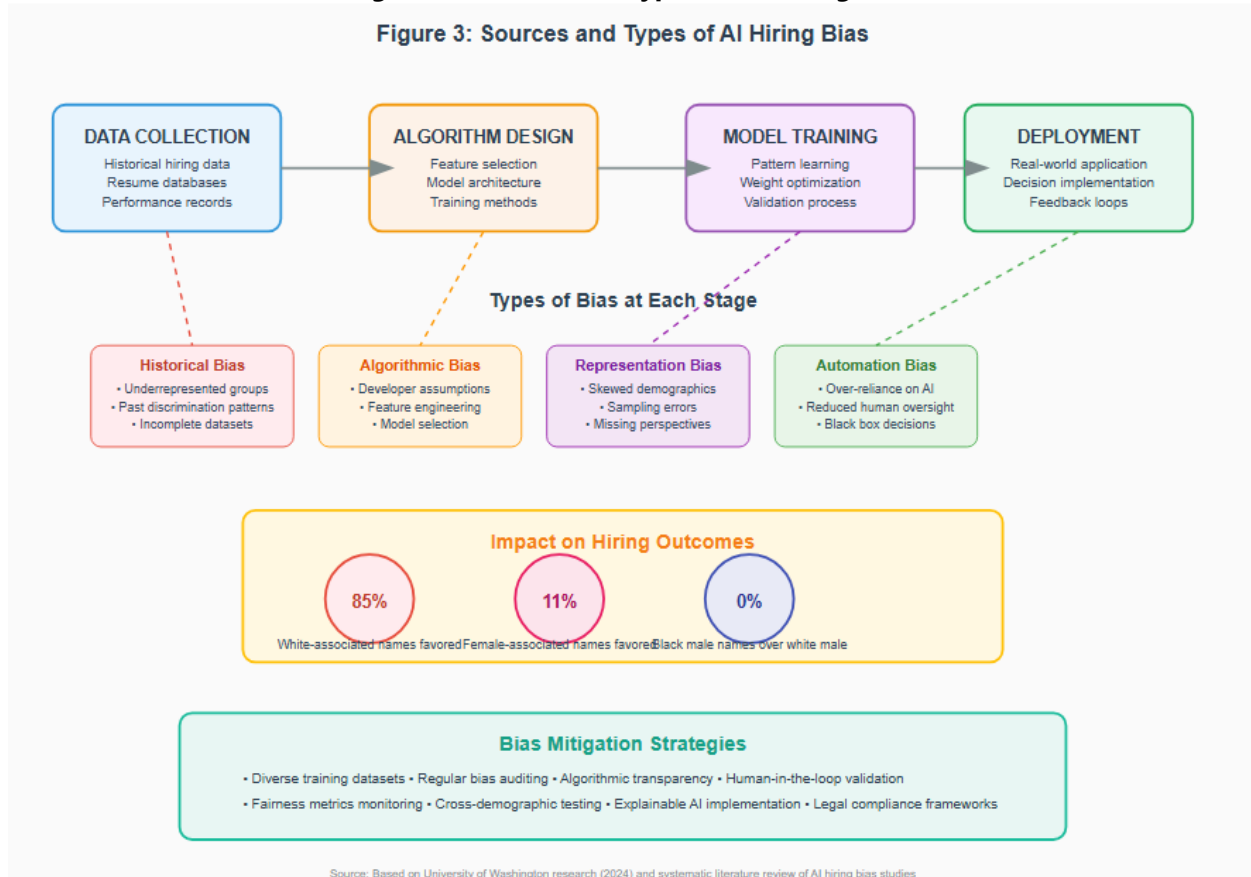 Figure 3: Sources and Types of AI Hiring Bias
DATA COLLECTION
Historical hiring data
Resume databases
Performance records
ALGORITHM DESIGN
Feature selection
Model architecture
Training methods
MODEL TRAINING
Pattern learning
Weight optimization
Validation process
DEPLOYMENT
Real-world application
Decision implementation
Feedback loops
Types of Bias at Each Stage
Historical Bias
• Underrepresented groups
• Past discrimination patterns
• Incomplete datasets
Algorithmic Bias
• Developer assumptions
• Feature engineering
• Model selection
Representation Bias
• Skewed demographics
• Sampling errors
• Missing perspectives
Automation Bias
• Over-reliance on AI
• Reduced human oversight
• Black box decisions
Impact on Hiring Outcomes
85%
White-associated names favored
11%
Female-associated names favored
0%
Black male names over white male
Bias Mitigation Strategies
• Diverse training datasets • Regular bias auditing • Algorithmic transparency • Human-in-the-loop validation
• Fairness metrics monitoring • Cross-demographic testing • Explainable AI implementation • Legal compliance frameworks
Source: Based on University of Washington research (2024) and systematic literature review of AI hiring bias studies